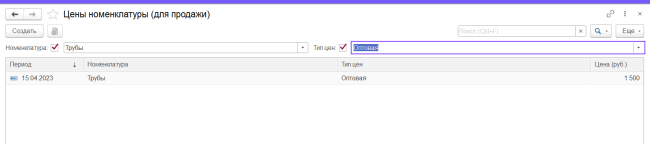 Цены номенклатуры (для продажи)
Создать Поиск (Ctrl+F) Еще
Номенклатура: Трубы Тип цен: Оптовая
Период Номенклатура Тип цен Цена (руб.)
15.04.2023 Трубы Оптовая 1 500